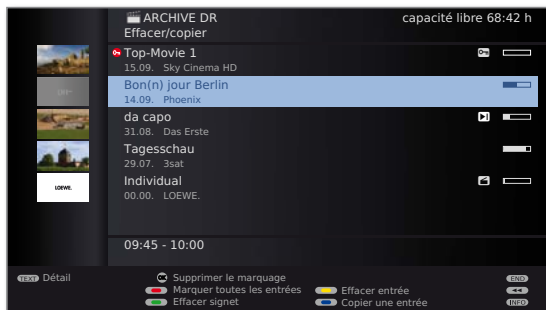 ARCHIVE DR
capacité libre 68:42 h
Effacer/copier
Top-Movie 1
15.09. Sky Cinema HD
Bon(n) jour Berlin
14.09. Phoenix
da capo
31.08. Das Erste
Tagesschau
29.07. 3sat
Individual
00.00. LOEWE.
LOEWE.
09:45 - 10:00
TEXT Détail
Supprimer le marquage
END
Marquer toutes les entrées
Effacer entrée
Effacer signet
Copier une entrée
INFO